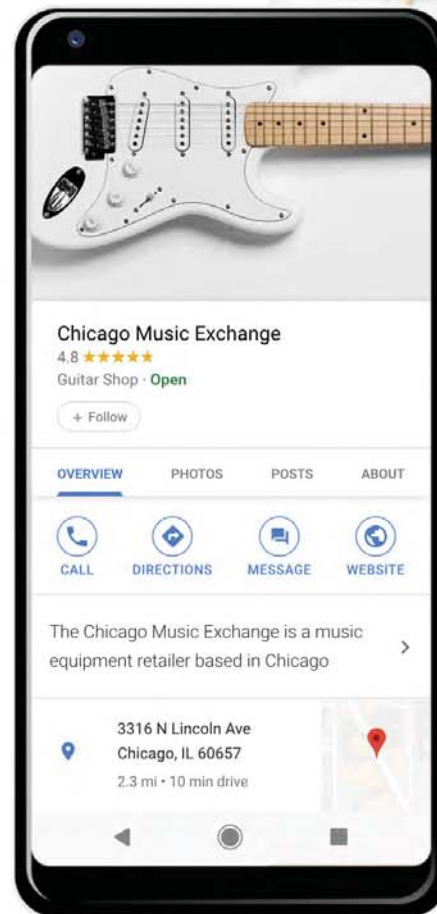 Chicago Music Exchange
4.8
Guitar Shop · Open
+ Follow
OVERVIEW PHOTOS POSTS ABOUT
CALL DIRECTIONS MESSAGE WEBSITE
The Chicago Music Exchange is a music
equipment retailer based in Chicago
3316 N Lincoln Ave
Chicago, IL 60657
2.3 mi • 10 min drive